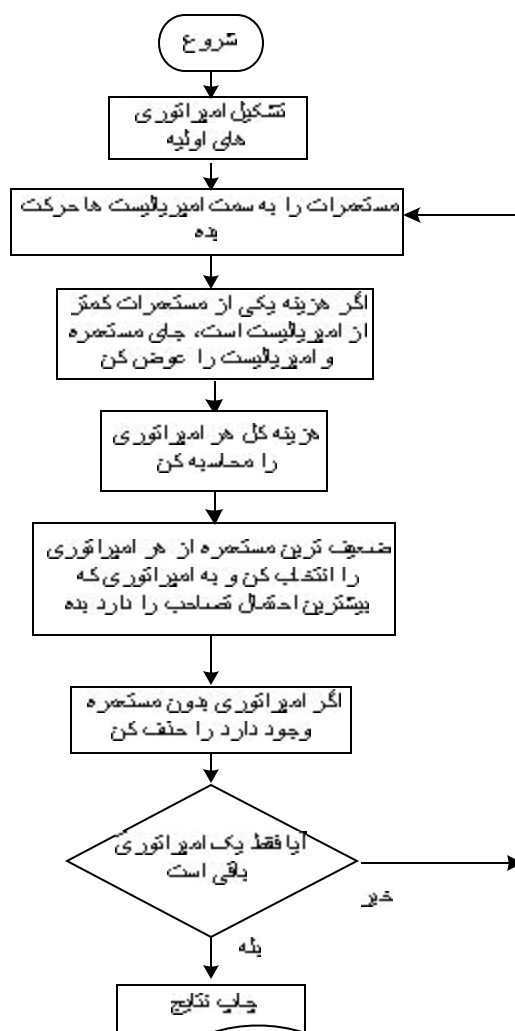 شروع
تشکیل امپراتوری
های اولیه
مستعمرات را به سمت امپریالیست ها حرکت
بده
اگر هزینه یکی از مستعمرات کمتر
از امپریالیست است، جای مستعمره
و امپریالیست را عوض کن
هزینه کل هر امپراتوری
را محاسبه کن
ضعیف ترین مستعمره از هر امپراتوری
را انتخاب کن و به امپراتوری که
بیشترین احتمال تصاحب را دارد بده
اگر امپراتوری بدون مستعمره
وجود دارد را حذف کن
آیا فقط یک امپراتوری
باقی است
خیر
بله
چاپ نتایج